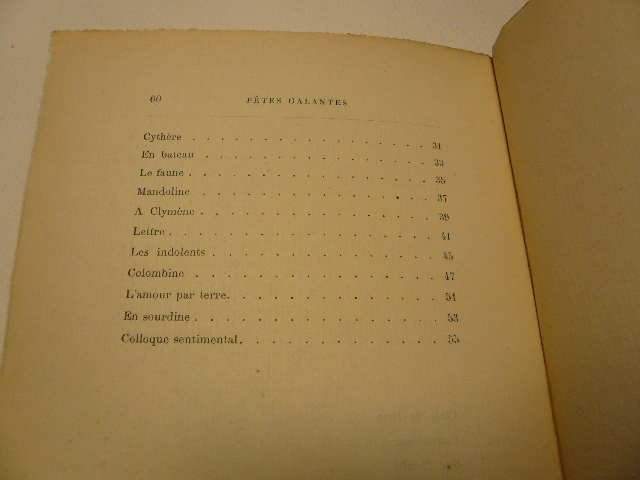 60 FÊTES GALANTES
Cythère . . . . . . . . . . . . . . . . 31
En bateau . . . . . . . . . . . . . . . 33
Le faune . . . . . . . . . . . . . . . . 35
Mandoline . . . . . . . . . . . . . . . 37
A Clymène . . . . . . . . . . . . . . . 39
Lettre . . . . . . . . . . . . . . . . . 41
Les indolents . . . . . . . . . . . . . 45
Colombine . . . . . . . . . . . . . . . 47
L'amour par terre. . . . . . . . . . . . 51
En sourdine . . . . . . . . . . . . . . 53
Colloque sentimental. . . . . . . . . . 55